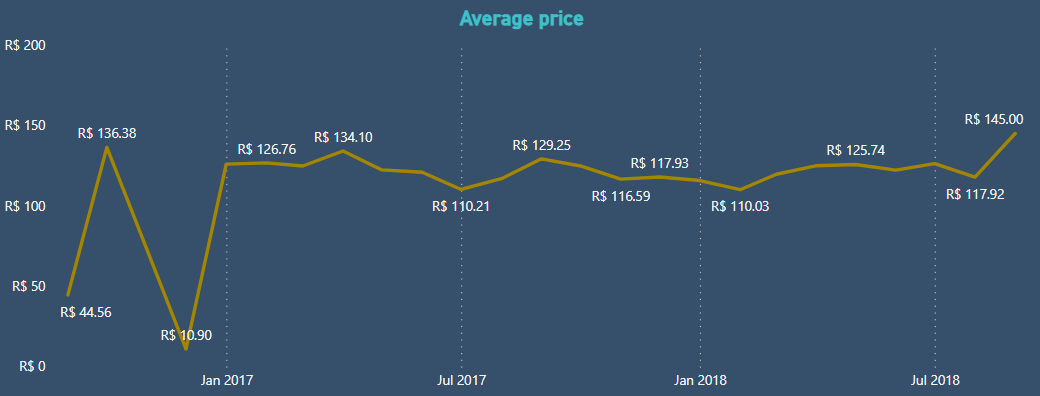 Average price
R$ 200
R$ 150
R$ 100
R$ 50
R$ 0
R$ 44.56
R$ 136.38
R$ 10.90
R$ 126.76
R$ 134.10
R$ 110.21
R$ 129.25
R$ 116.59
R$ 117.93
R$ 110.03
R$ 125.74
R$ 117.92
R$ 145.00
Jan 2017
Jul 2017
Jan 2018
Jul 2018